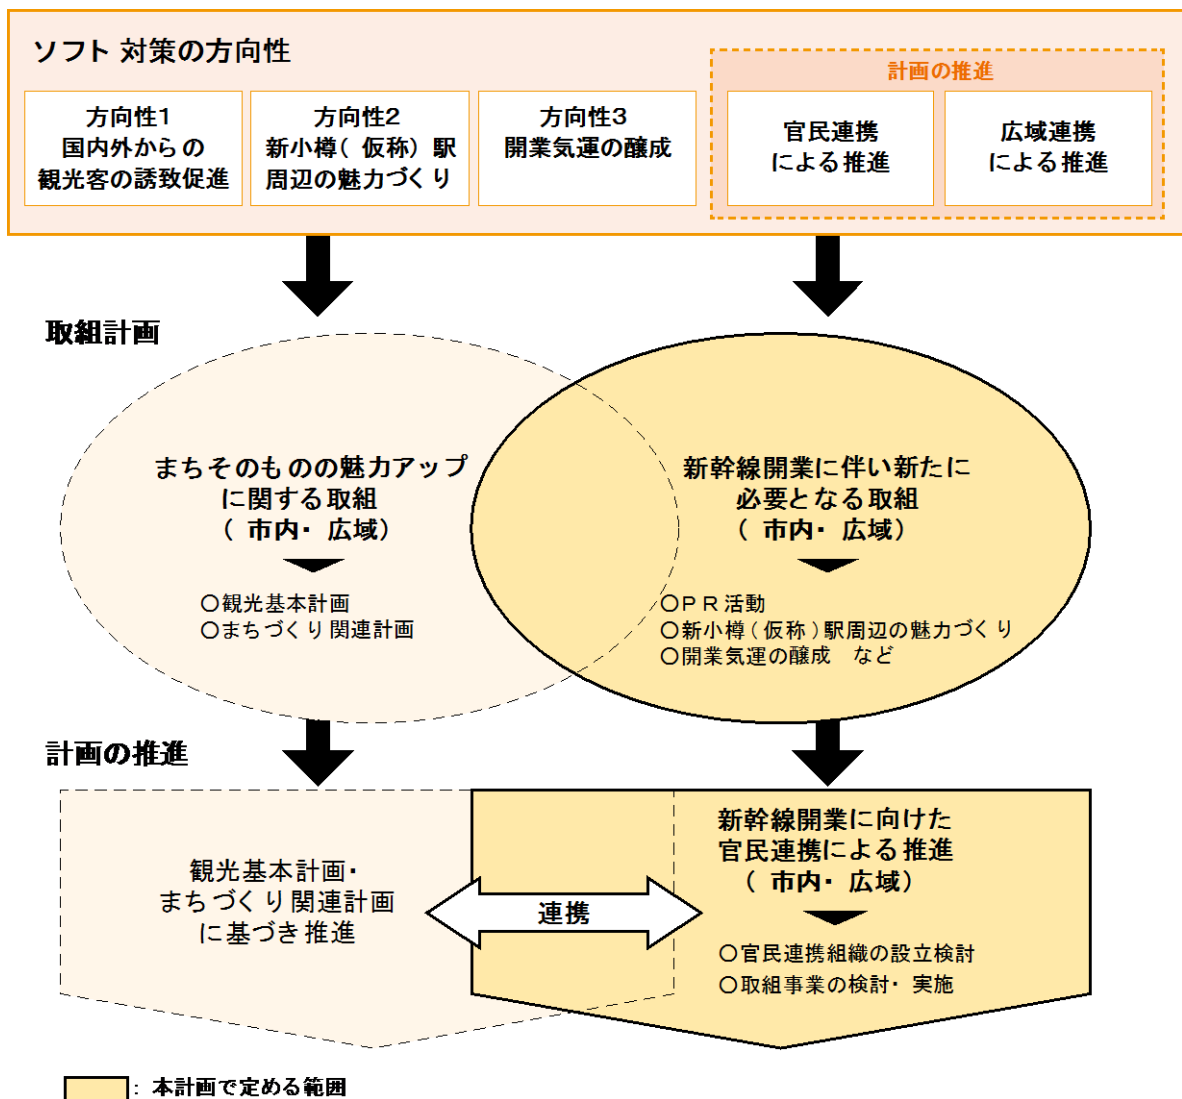 ソフト 対策の方向性
計画の推進
方向性1
国内外からの
観光客の誘致促進
方向性2
新小樽(仮称)駅
周辺の魅力づくり
方向性3
開業気運の醸成
官民連携
による推進
広域連携
による推進
取組計画
まちそのものの魅力アップ
に関する取組
(市内・広域)
○観光基本計画
○まちづくり関連計画
新幹線開業に伴い新たに
必要となる取組
(市内・広域)
○PR活動
○新小樽(仮称)駅周辺の魅力づくり
○開業気運の醸成 など
計画の推進
観光基本計画・
まちづくり関連計画
に基づき推進
連携
新幹線開業に向けた
官民連携による推進
(市内・広域)
○官民連携組織の設立検討
○取組事業の検討・実施
: 本計画で定める範囲